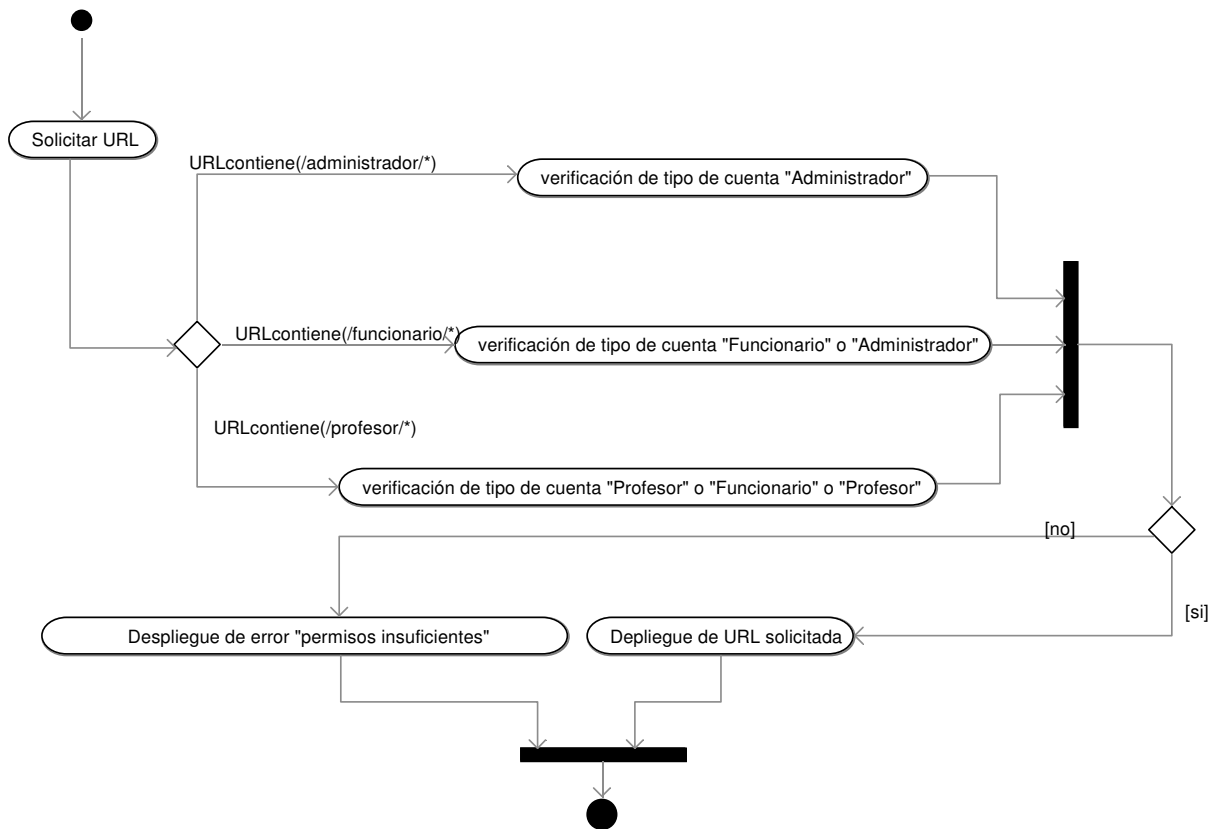 Solicitar URL
URLcontiene(/administrador/*)
verificación de tipo de cuenta "Administrador"
URLcontiene(/funcionario/*)
verificación de tipo de cuenta "Funcionario" o "Administrador"
URLcontiene(/profesor/*)
verificación de tipo de cuenta "Profesor" o "Funcionario" o "Profesor"
[no]
[si]
Despliegue de error "permisos insuficientes"
Depliegue de URL solicitada